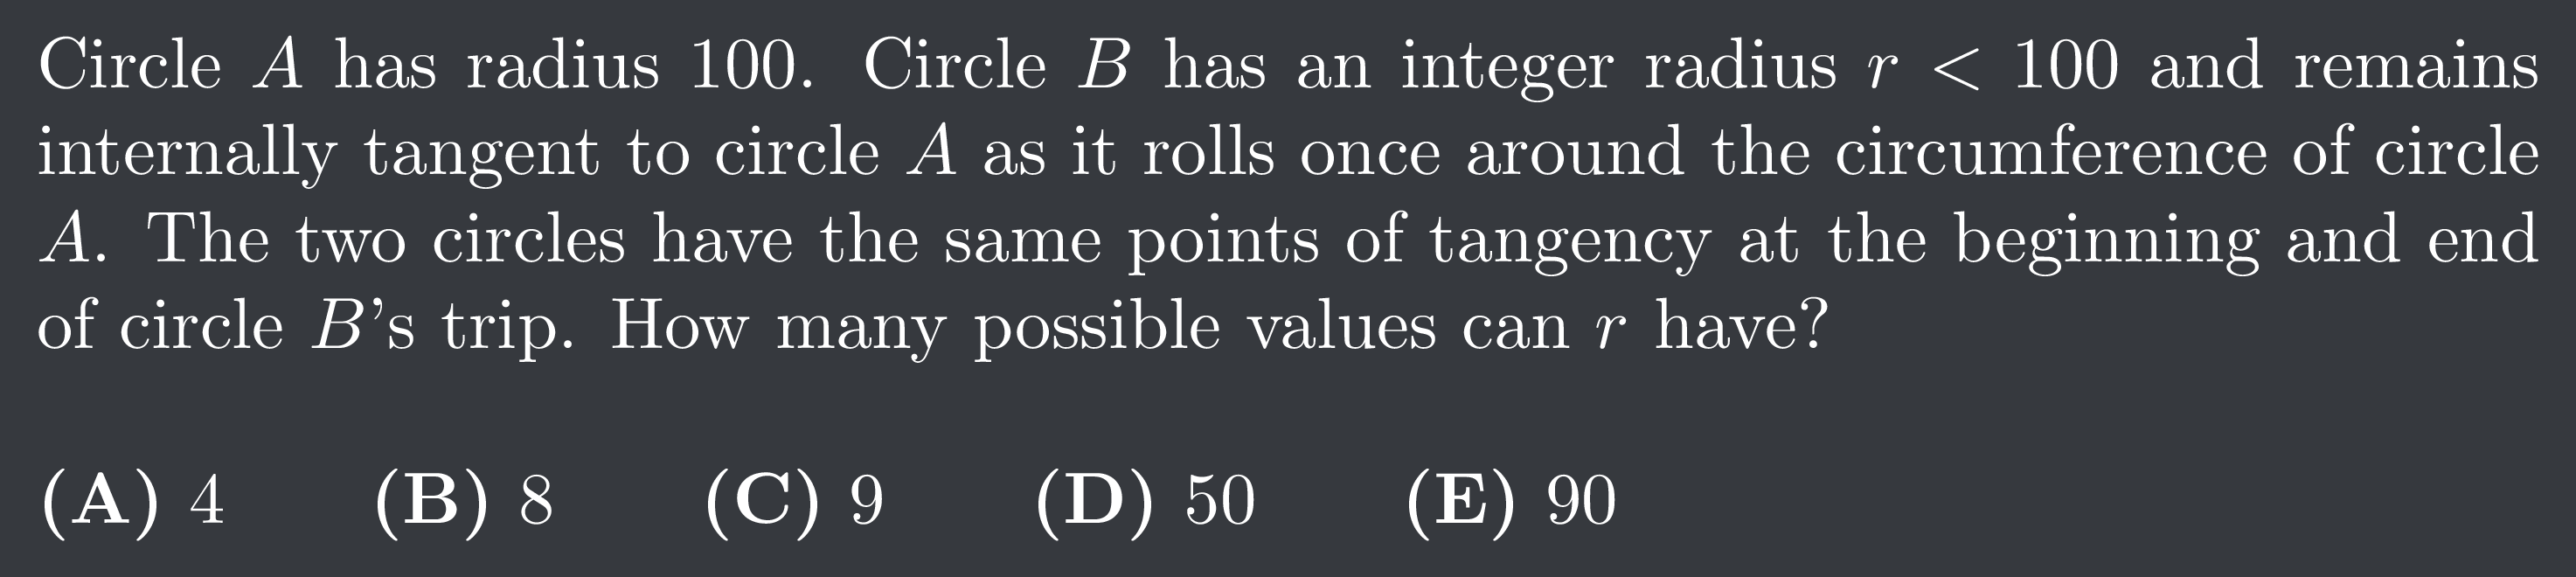 Circle A has radius 100. Circle B has an integer radius r < 100 and remains
internally tangent to circle A as it rolls once around the circumference of circle
A. The two circles have the same points of tangency at the beginning and end
of circle B’s trip. How many possible values can r have?
(A) 4 (B) 8 (C) 9 (D) 50 (E) 90